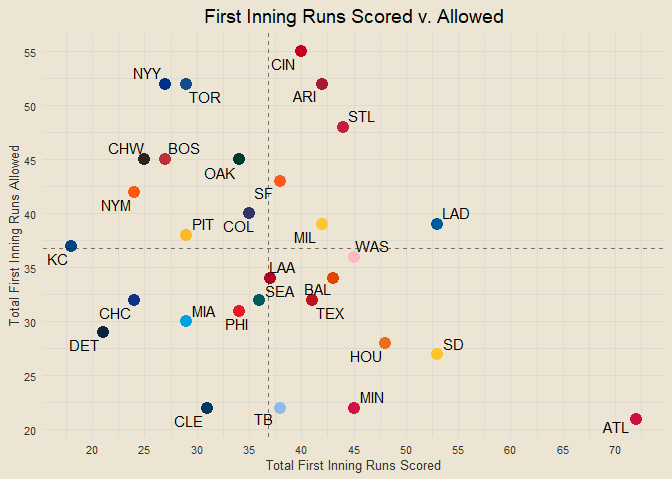 First Inning Runs Scored v. Allowed
Total First Inning Runs Allowed
55
50
45
40
35
30
25
20
CIN
NYY
TOR
ARI
STL
CHW
BOS
OAK
SF
NYM
PIT
COL
MIL
LAD
WAS
KC
LAA
SEA
BAL
CHC
MIA
PHI
TEX
DET
HOU
SD
CLE
TB
MIN
ATL
20 25 30 35 40 45 50 55 60 65 70
Total First Inning Runs Scored